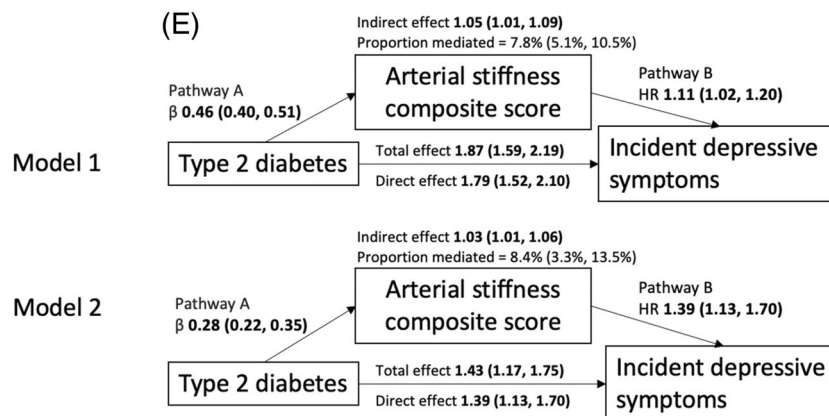 (E)
Indirect effect 1.05 (1.01, 1.09)
Proportion mediated = 7.8% (5.1%, 10.5%)
Pathway A
β 0.46 (0.40, 0.51)
Arterial stiffness
composite score
Pathway B
HR 1.11 (1.02, 1.20)
Model 1
Type 2 diabetes
Total effect 1.87 (1.59, 2.19)
Direct effect 1.79 (1.52, 2.10)
Incident depressive
symptoms
Indirect effect 1.03 (1.01, 1.06)
Proportion mediated = 8.4% (3.3%, 13.5%)
Model 2
Pathway A
β 0.28 (0.22, 0.35)
Arterial stiffness
composite score
Pathway B
HR 1.39 (1.13, 1.70)
Type 2 diabetes
Total effect 1.43 (1.17, 1.75)
Direct effect 1.39 (1.13, 1.70)
Incident depressive
symptoms